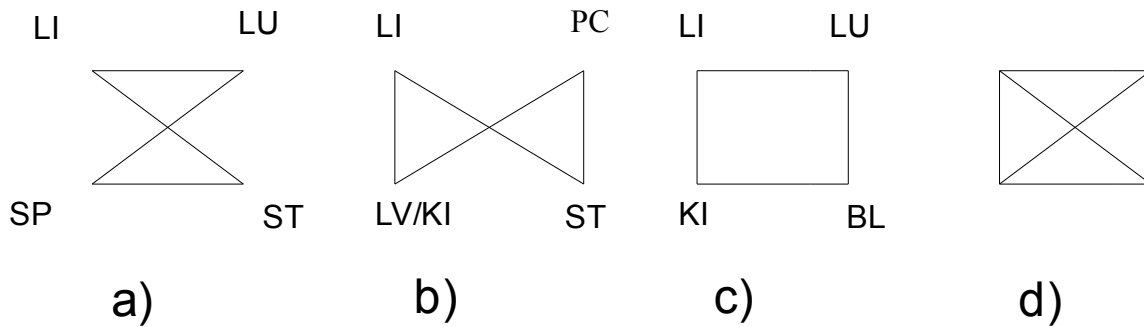 LI LU LI PC LI LU
SP ST LV/KI ST KI BL
a) b) c) d)